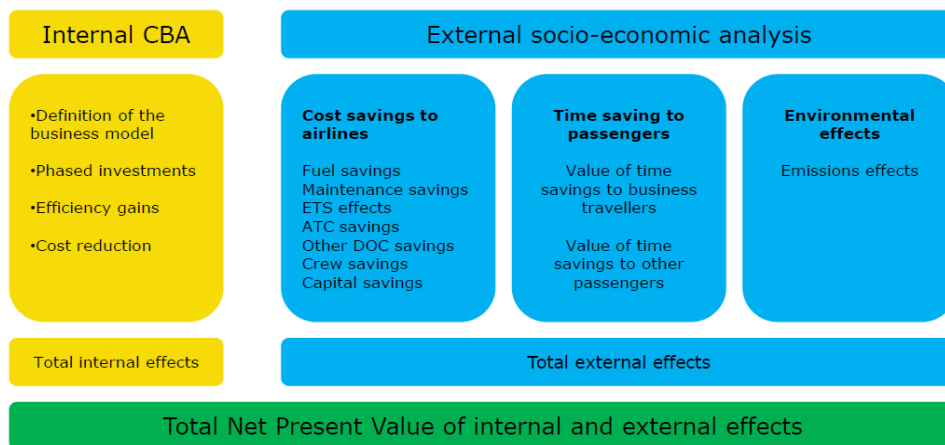 Internal CBA
External socio-economic analysis
•Definition of the
business model
•Phased investments
•Efficiency gains
•Cost reduction
Cost savings to
airlines
Fuel savings
Maintenance savings
ETS effects
ATC savings
Other DOC savings
Crew savings
Capital savings
Time saving to
passengers
Value of time
savings to business
travellers
Value of time
savings to other
passengers
Environmental
effects
Emissions effects
Total internal effects
Total external effects
Total Net Present Value of internal and external effects